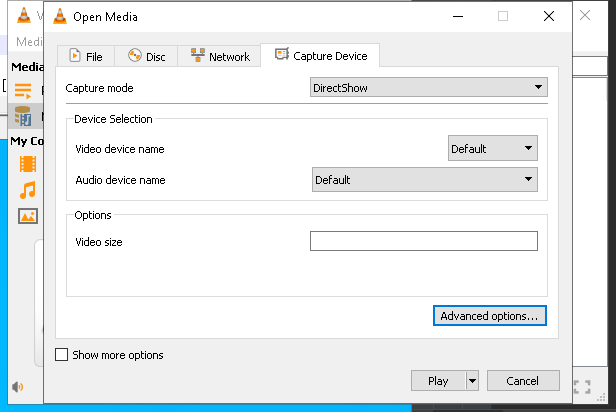 Open Media
Medi
File
Disc
Network
Capture Device
Media
Capture mode
DirectShow
Device Selection
Video device name
Default
My Co
Audio device name
Default
Options
Video size
Advanced options...
Show more options
Play
Cancel